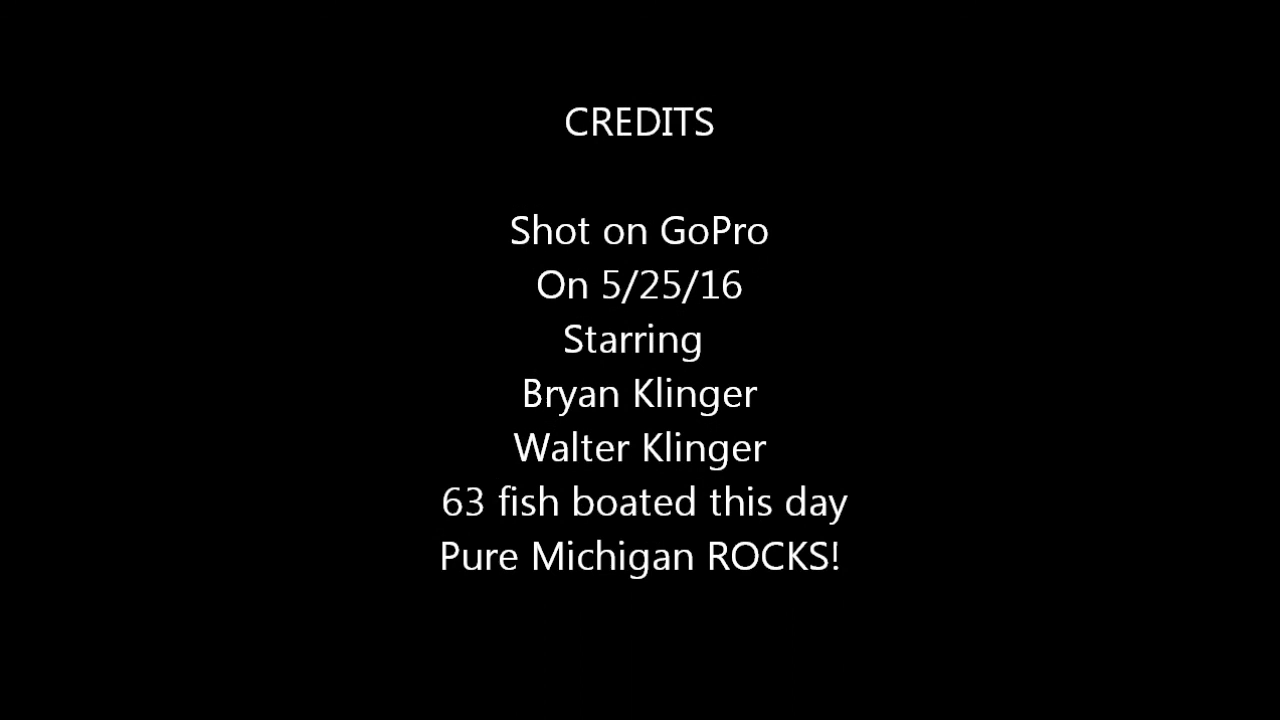 CREDITS
Shot on GoPro
On 5/25/16
Starring
Bryan Klinger
Walter Klinger
63 fish boated this day
Pure Michigan ROCKS!